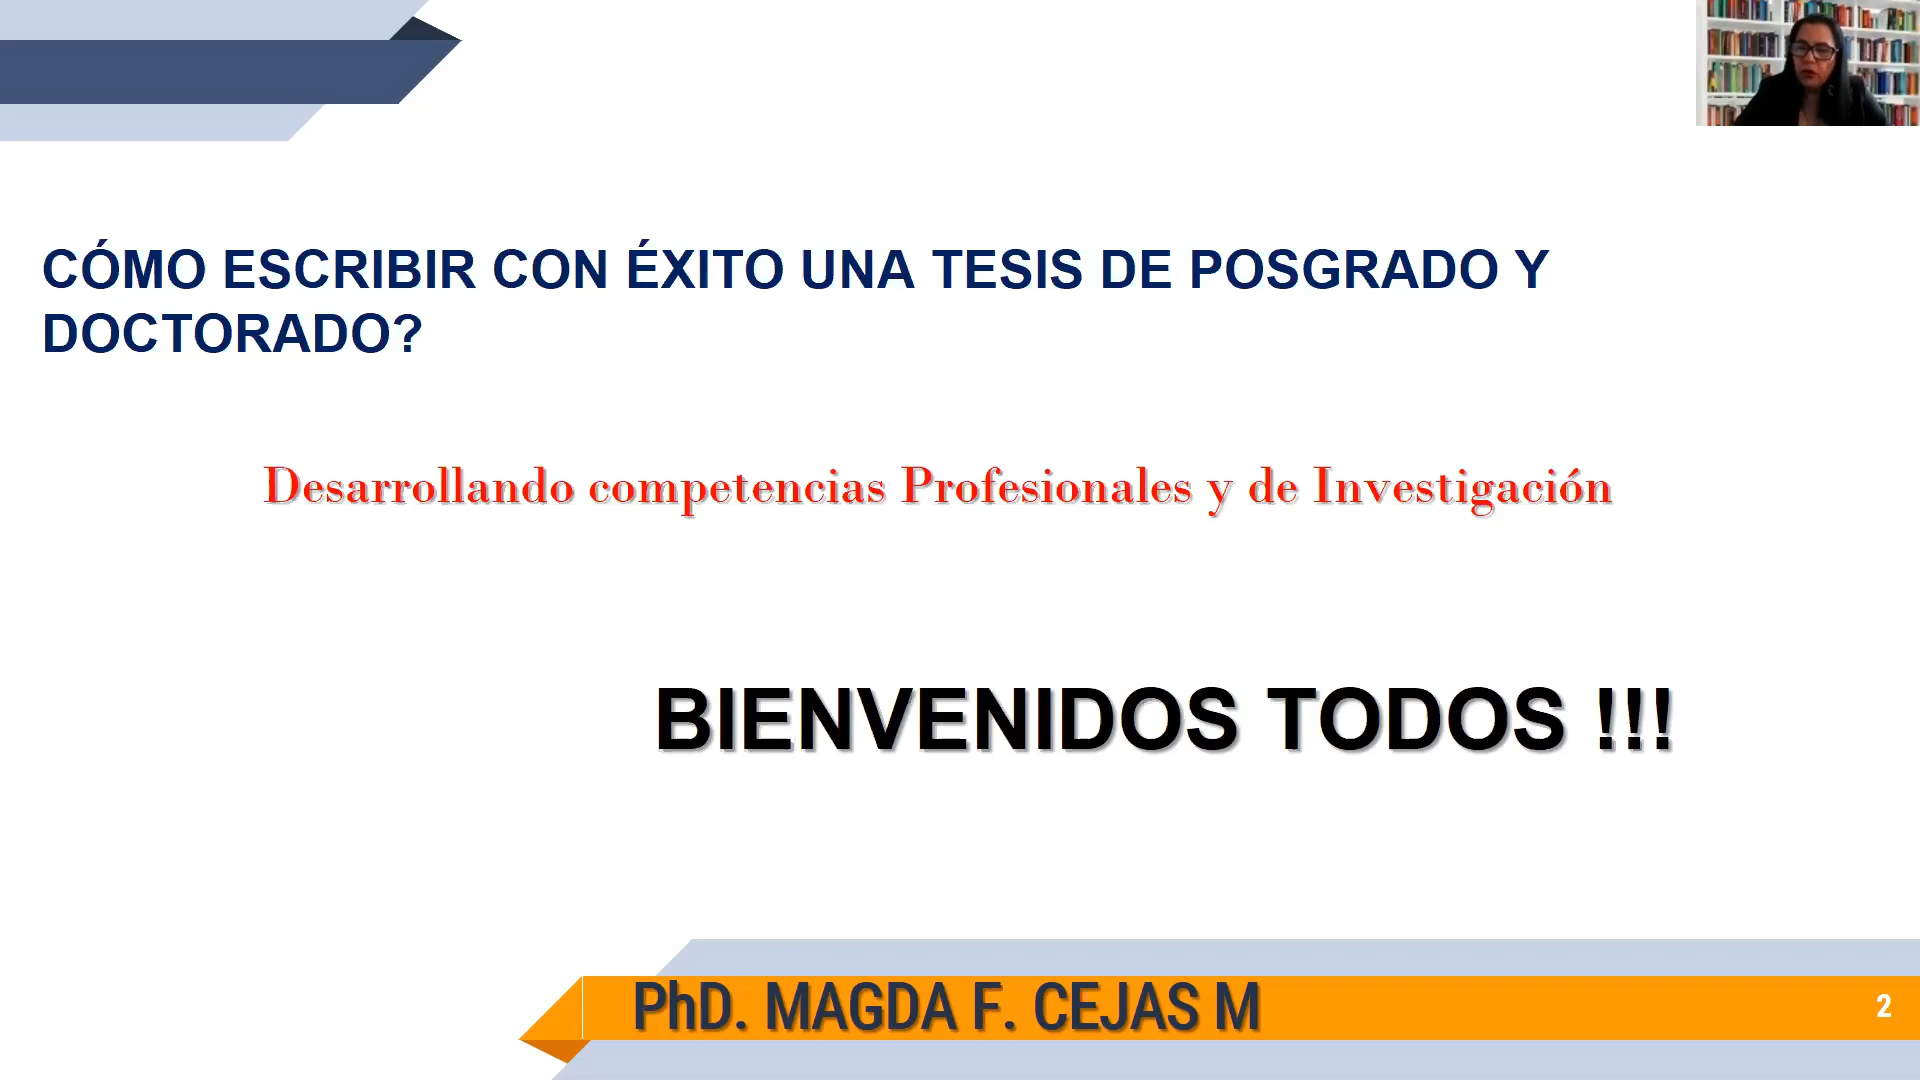 CÓMO ESCRIBIR CON ÉXITO UNA TESIS DE POSGRADO Y
DOCTORADO?
Desarrollando competencias Profesionales y de Investigación
BIENVENIDOS TODOS !!!
PhD. MAGDA F. CEJAS M
2